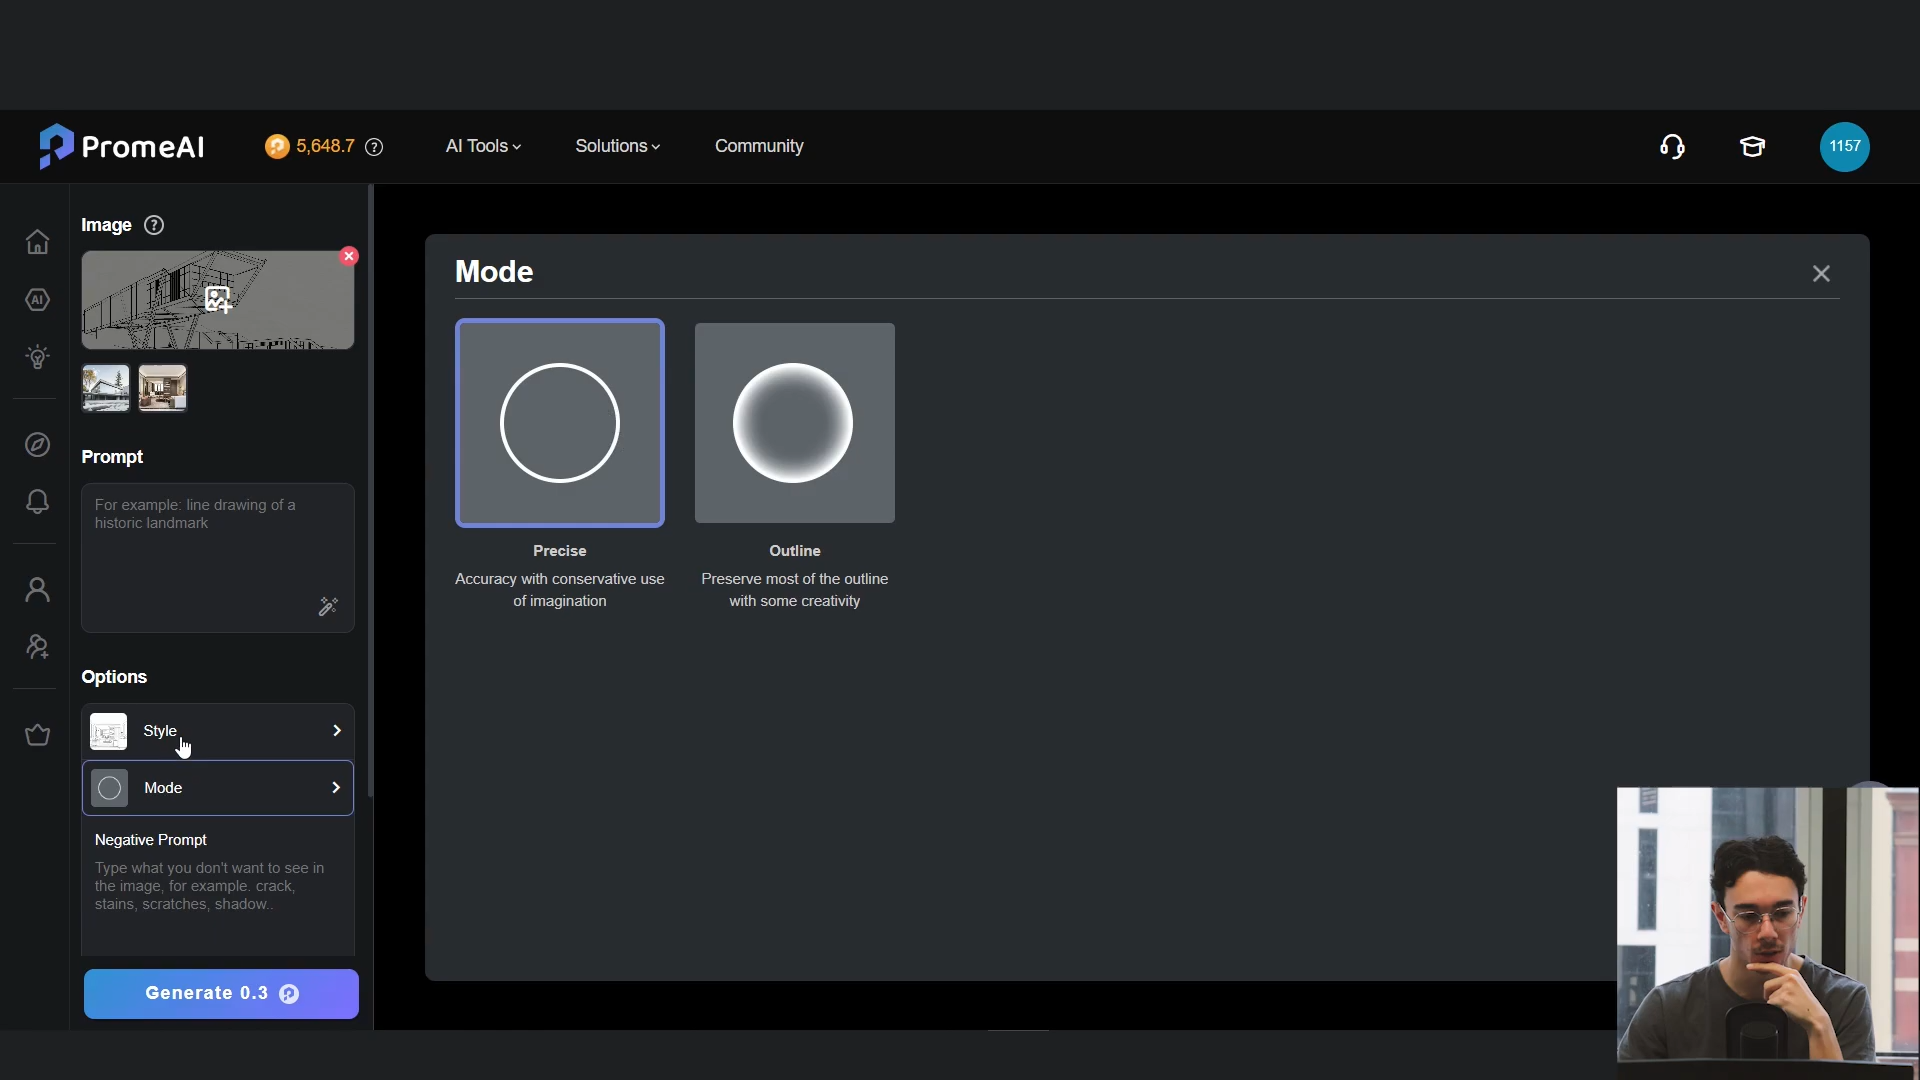 PromeAI
5,648.7
AI Tools
Solutions
Community
1157
Image
AI
Prompt
For example: line drawing of a
historic landmark
Options
Style
Mode
Negative Prompt
Type what you don't want to see in
the image, for example. crack,
stains, scratches, shadow..
Generate 0.3
Mode
Precise
Accuracy with conservative use
of imagination
Outline
Preserve most of the outline
with some creativity